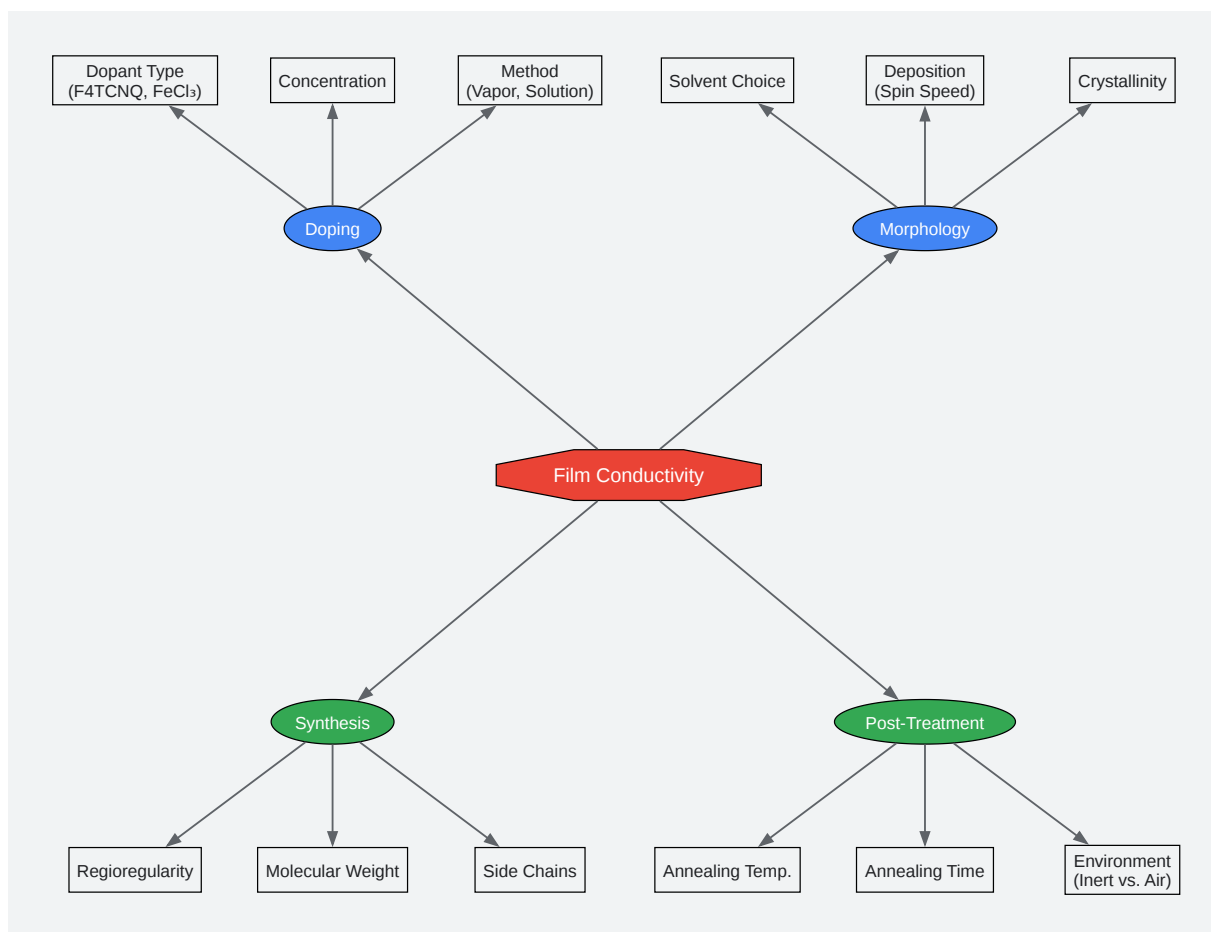 Dopant Type
(F4TCNQ, FeCl₃)
Concentration
Method
(Vapor, Solution)
Solvent Choice
Deposition
(Spin Speed)
Crystallinity
Doping
Morphology
Film Conductivity
Synthesis
Post-Treatment
Regioregularity
Molecular Weight
Side Chains
Annealing Temp.
Annealing Time
Environment
(Inert vs. Air)